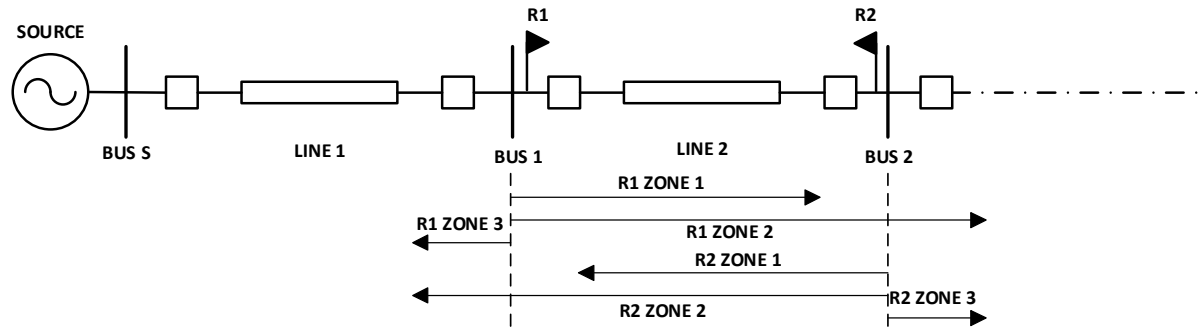 R1
R2
SOURCE
BUS S
LINE 1
BUS 1
LINE 2
BUS 2
R1 ZONE 1
R1 ZONE 3
R1 ZONE 2
R2 ZONE 1
R2 ZONE 2
R2 ZONE 3